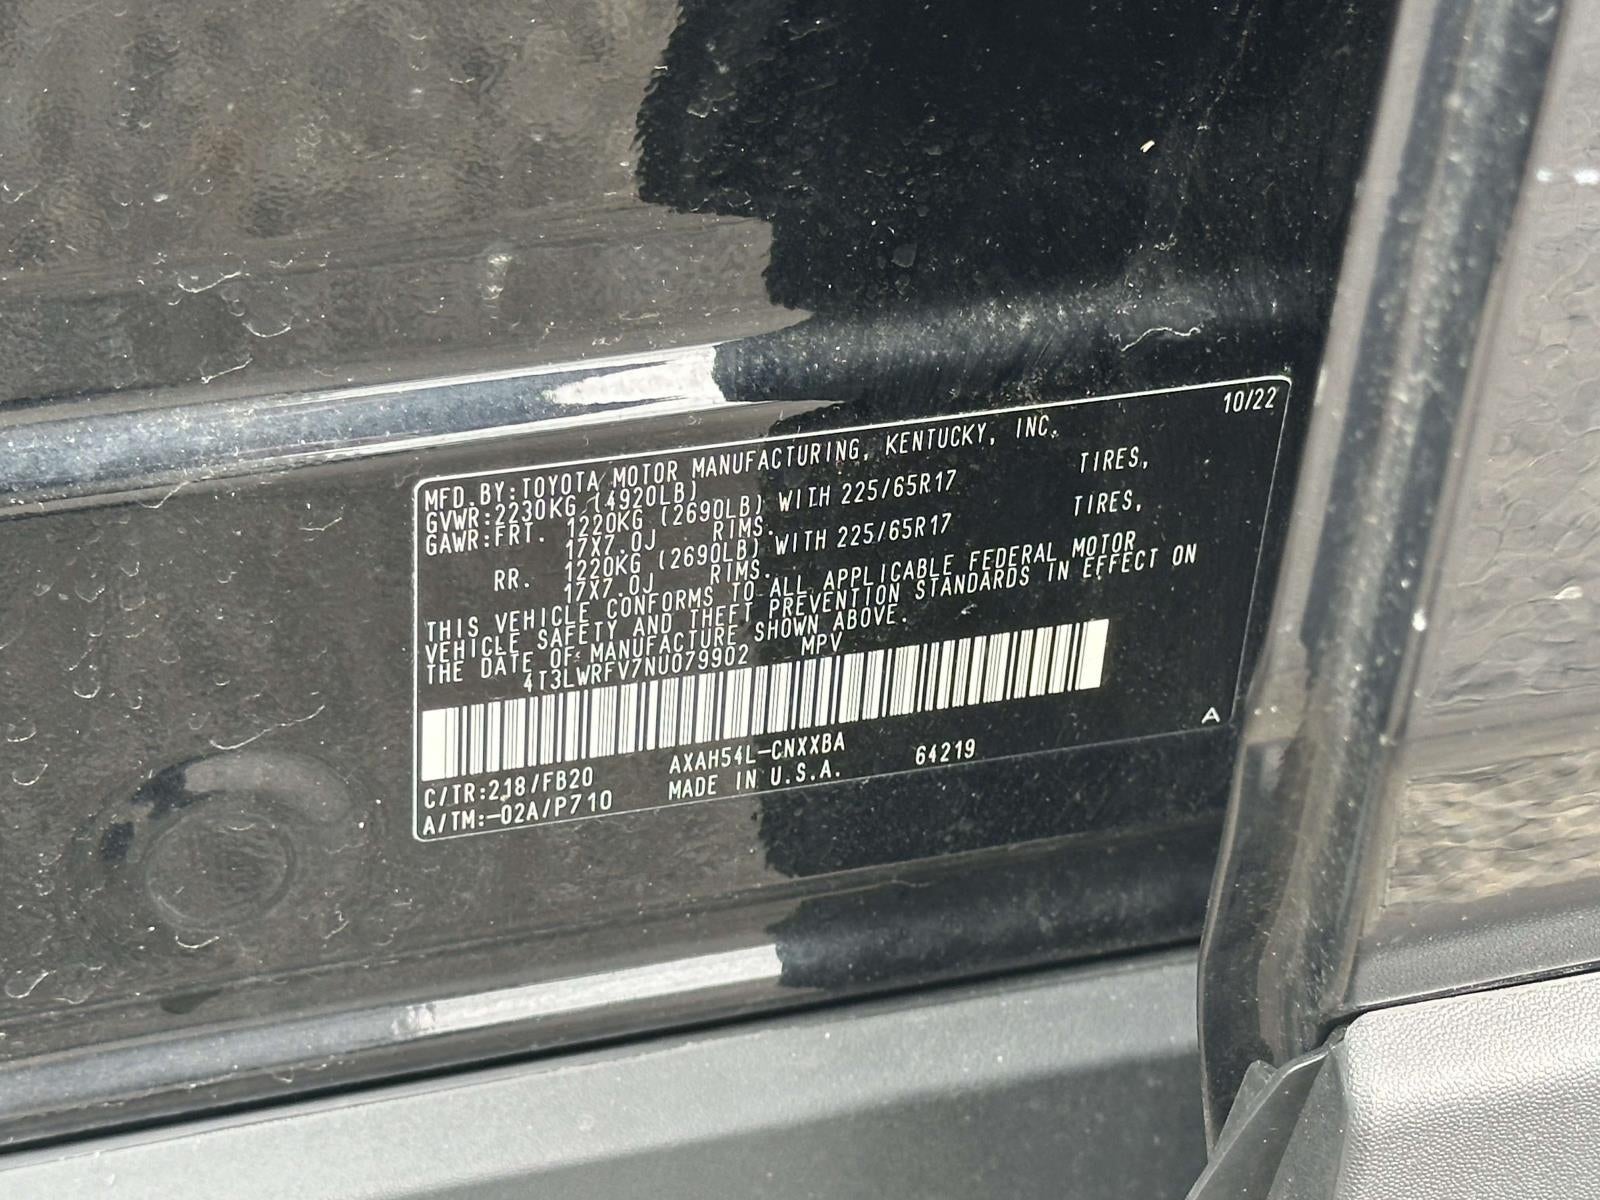 10/22
MFD.BY:TOYOTA MOTOR MANUFACTURING, KENTUCKY, INC.
GVWR:2230KG (4920LB)
GAWR:FRT. 1220KG (2690LB) WITH 225/65R17 TIRES,
17X7.0J RIMS.
RR. 1220KG (2690LB) WITH 225/65R17 TIRES,
17X7.0J RIMS.
THIS VEHICLE CONFORMS TO ALL APPLICABLE FEDERAL MOTOR
VEHICLE SAFETY AND THEFT PREVENTION STANDARDS IN EFFECT ON
THE DATE OF MANUFACTURE SHOWN ABOVE.
4T3LWRFV7NU079902 MPV
A
C/TR:218/FB20 AXAH54L-CNXXBA 64219
A/TM:-02A/P710 MADE IN U.S.A.